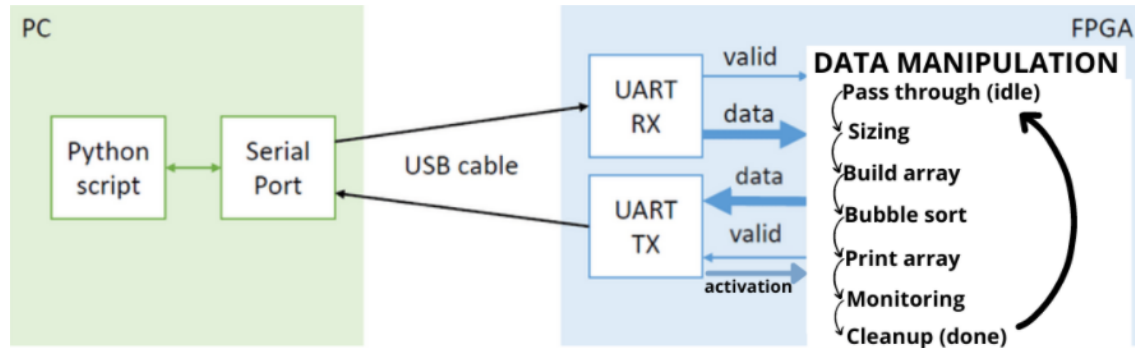 PC
Python
script
Serial
Port
USB cable
FPGA
UART
RX
valid
data
UART
TX
data
valid
activation
DATA MANIPULATION
Pass through (idle)
Sizing
Build array
Bubble sort
Print array
Monitoring
Cleanup (done)